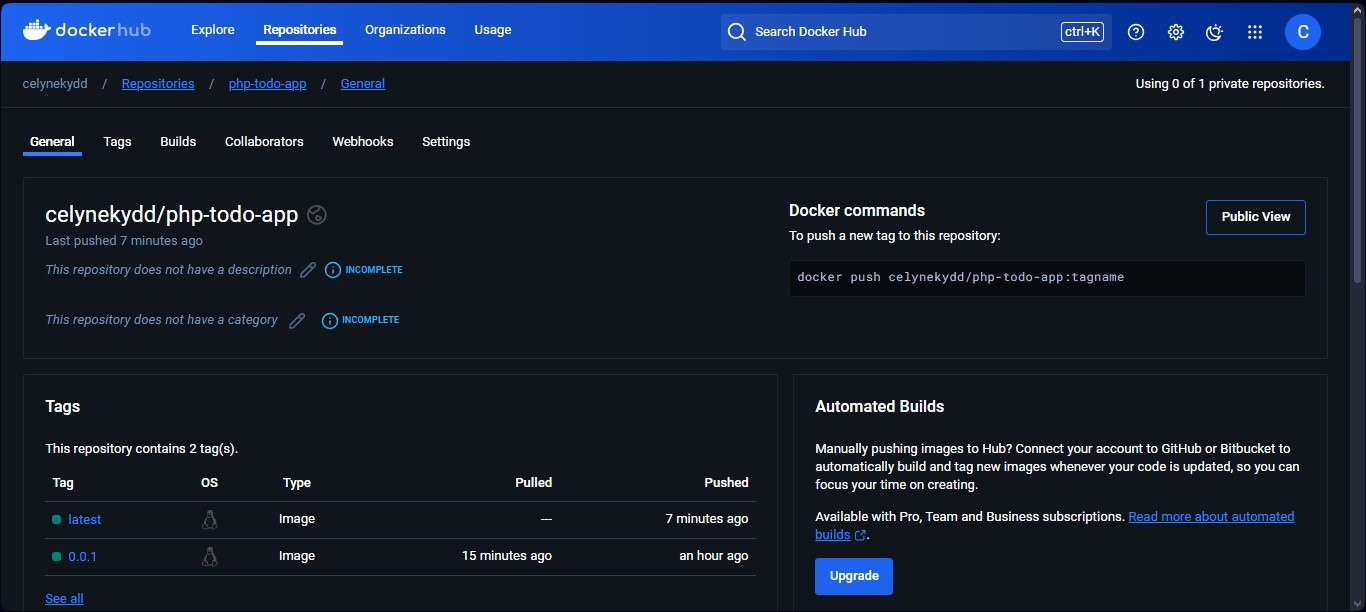 dockerhub
Explore Repositories Organizations Usage
Search Docker Hub ctrl+K
C
celynekydd / Repositories / php-todo-app / General
Using 0 of 1 private repositories.
General Tags Builds Collaborators Webhooks Settings
celynekydd/php-todo-app
Last pushed 7 minutes ago
This repository does not have a description INCOMPLETE
This repository does not have a category INCOMPLETE
Docker commands
Public View
To push a new tag to this repository:
docker push celynekydd/php-todo-app:tagname
Tags
This repository contains 2 tag(s).
Tag OS Type Pulled Pushed
latest Image --- 7 minutes ago
0.0.1 Image 15 minutes ago an hour ago
See all
Automated Builds
Manually pushing images to Hub? Connect your account to GitHub or Bitbucket to
automatically build and tag new images whenever your code is updated, so you can
focus your time on creating.
Available with Pro, Team and Business subscriptions. Read more about automated
builds .
Upgrade